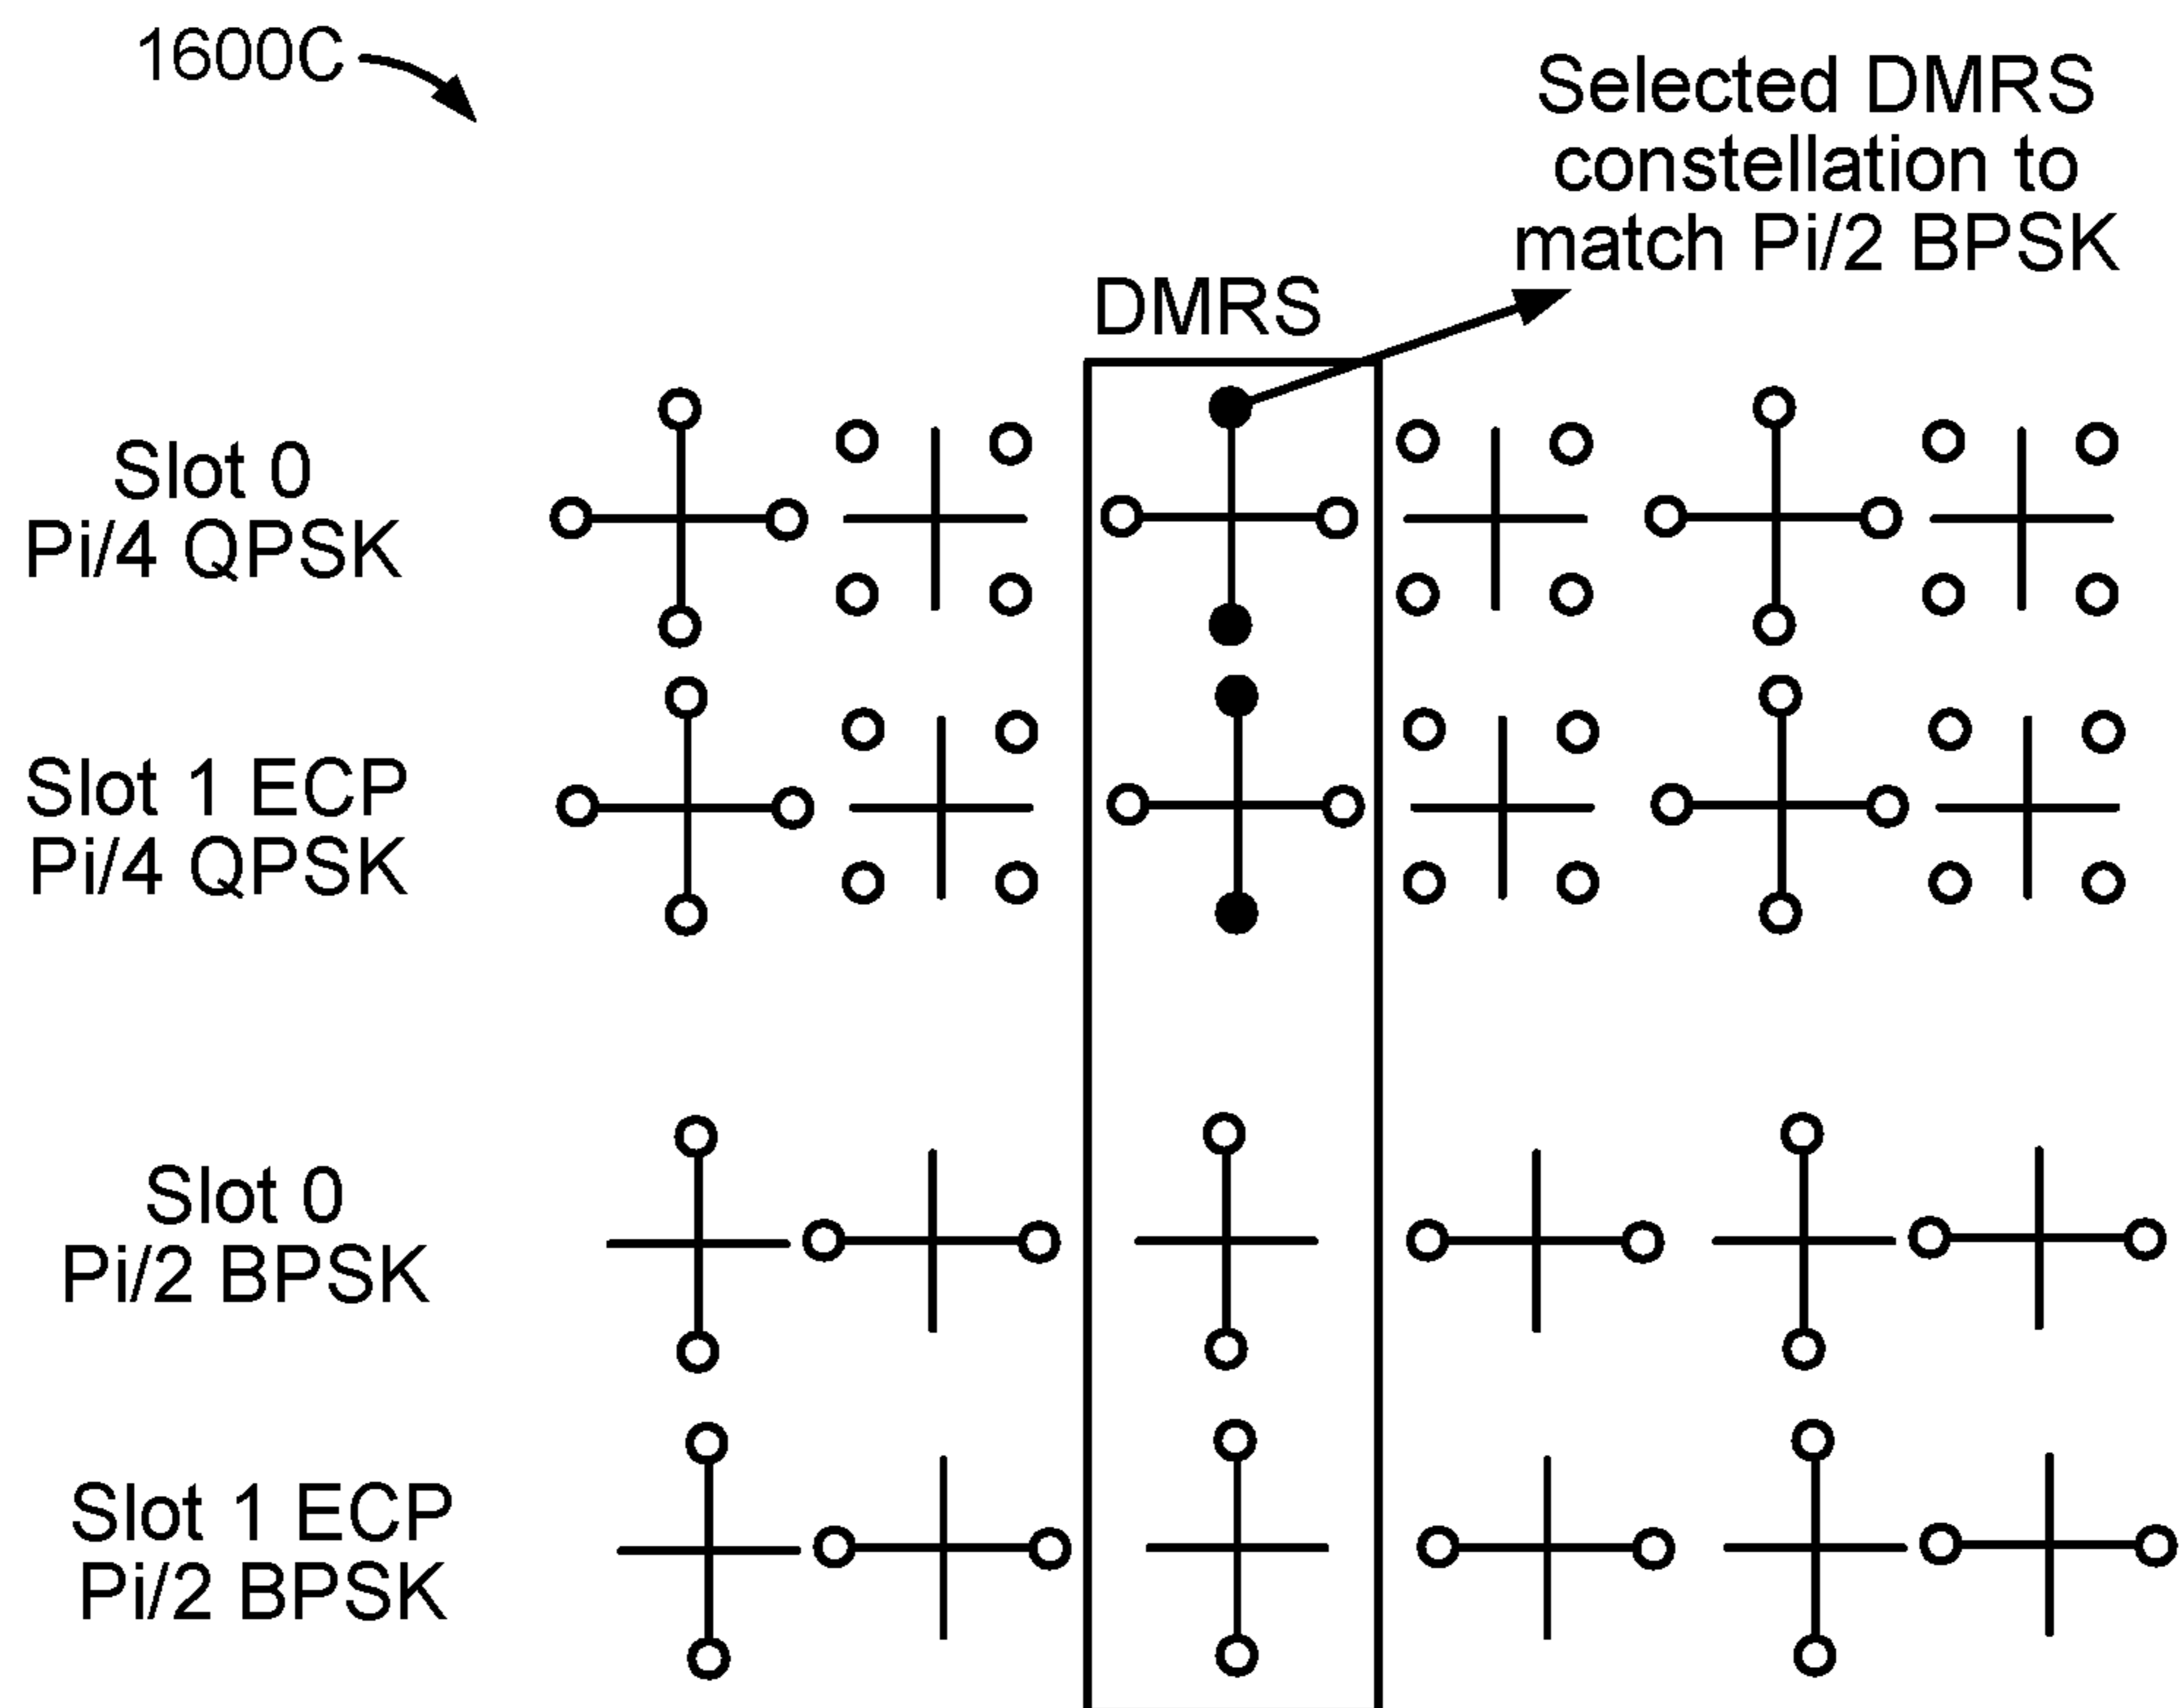 1600C
Selected DMRS
constellation to
match Pi/2 BPSK
DMRS
Slot 0
Pi/4 QPSK
Slot 1 ECP
Pi/4 QPSK
Slot 0
Pi/2 BPSK
Slot 1 ECP
Pi/2 BPSK